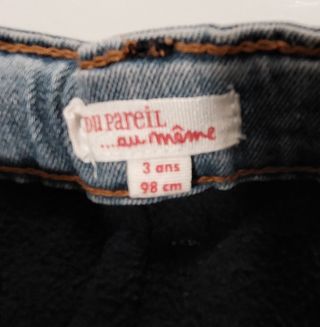 DU PAREIL
...au même
3 ans
98 cm